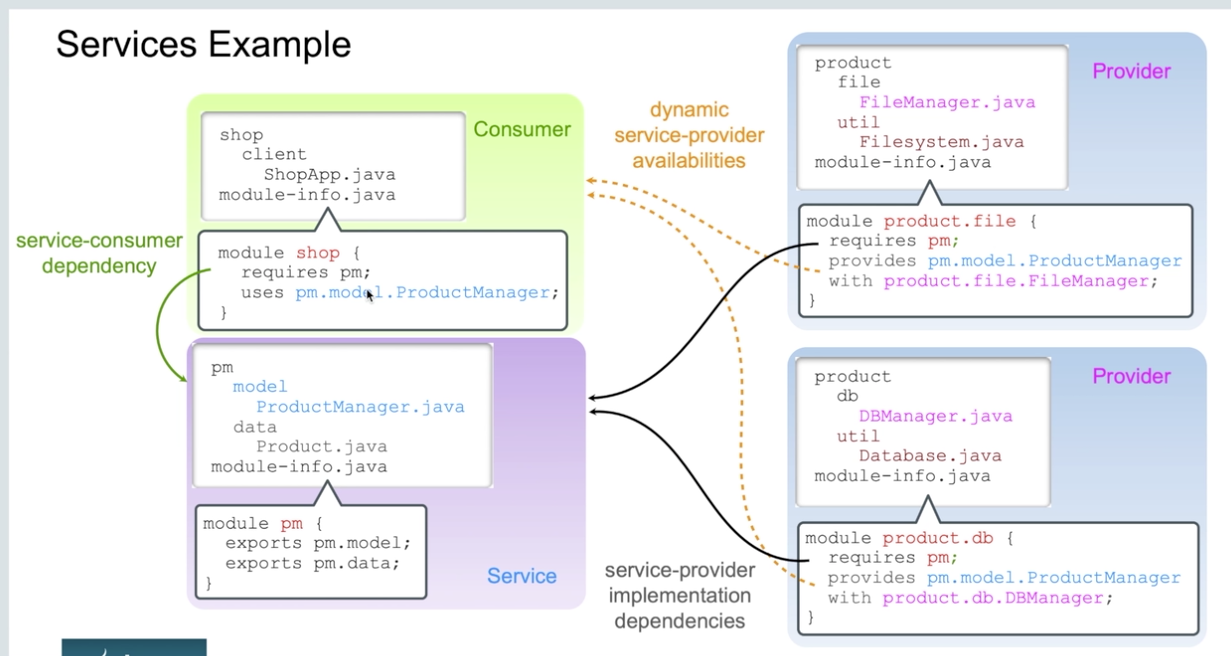 Services Example
Consumer
shop
client
ShopApp.java
module-info.java
service-consumer
dependency
module shop {
requires pm;
uses pm.model.ProductManager;
}
pm
model
ProductManager.java
data
Product.java
module-info.java
module pm {
exports pm.model;
exports pm.data;
}
Service
dynamic
service-provider
availabilities
service-provider
implementation
dependencies
Provider
product
file
FileManager.java
util
Filesystem.java
module-info.java
module product.file {
requires pm;
provides pm.model.ProductManager
with product.file.FileManager;
}
Provider
product
db
DBManager.java
util
Database.java
module-info.java
module product.db {
requires pm;
provides pm.model.ProductManager
with product.db.DBManager;
}